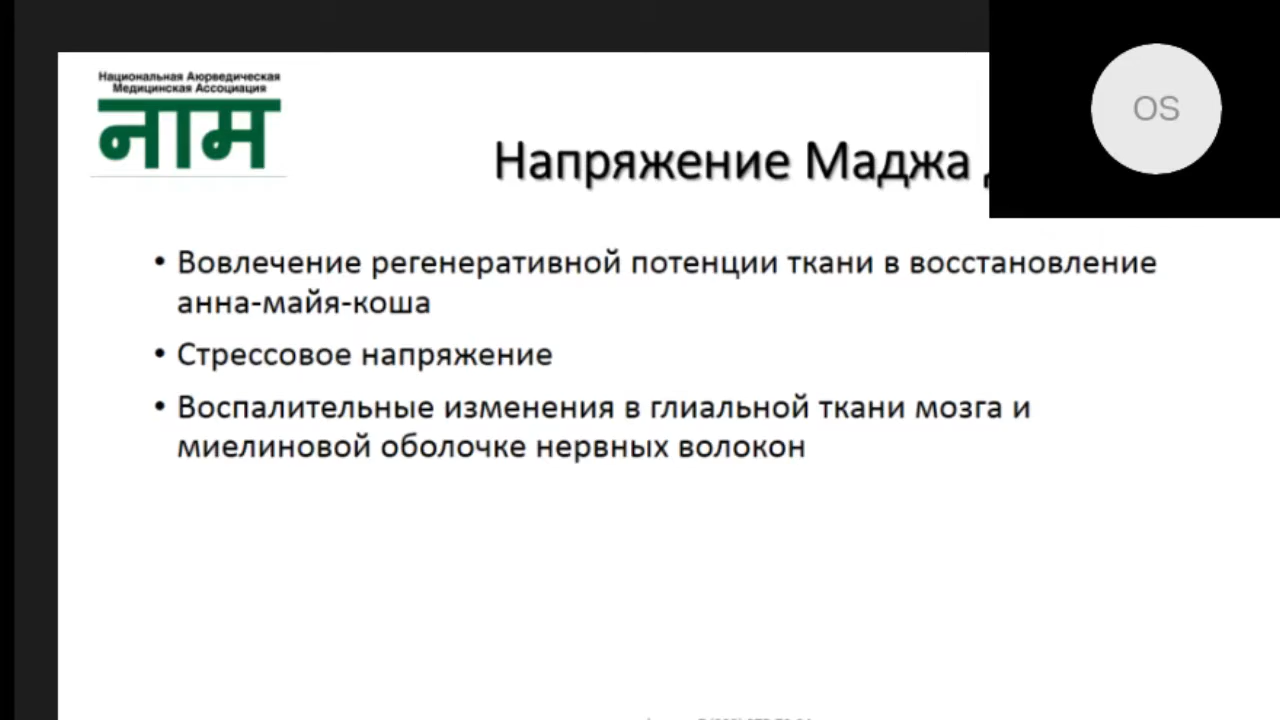 Национальная Аюрведическая
Медицинская Ассоциация
नाम
OS
Напряжение Маджа
• Вовлечение регенеративной потенции ткани в восстановление
анна-майя-коша
• Стрессовое напряжение
• Воспалительные изменения в глиальной ткани мозга и
миелиновой оболочке нервных волокон